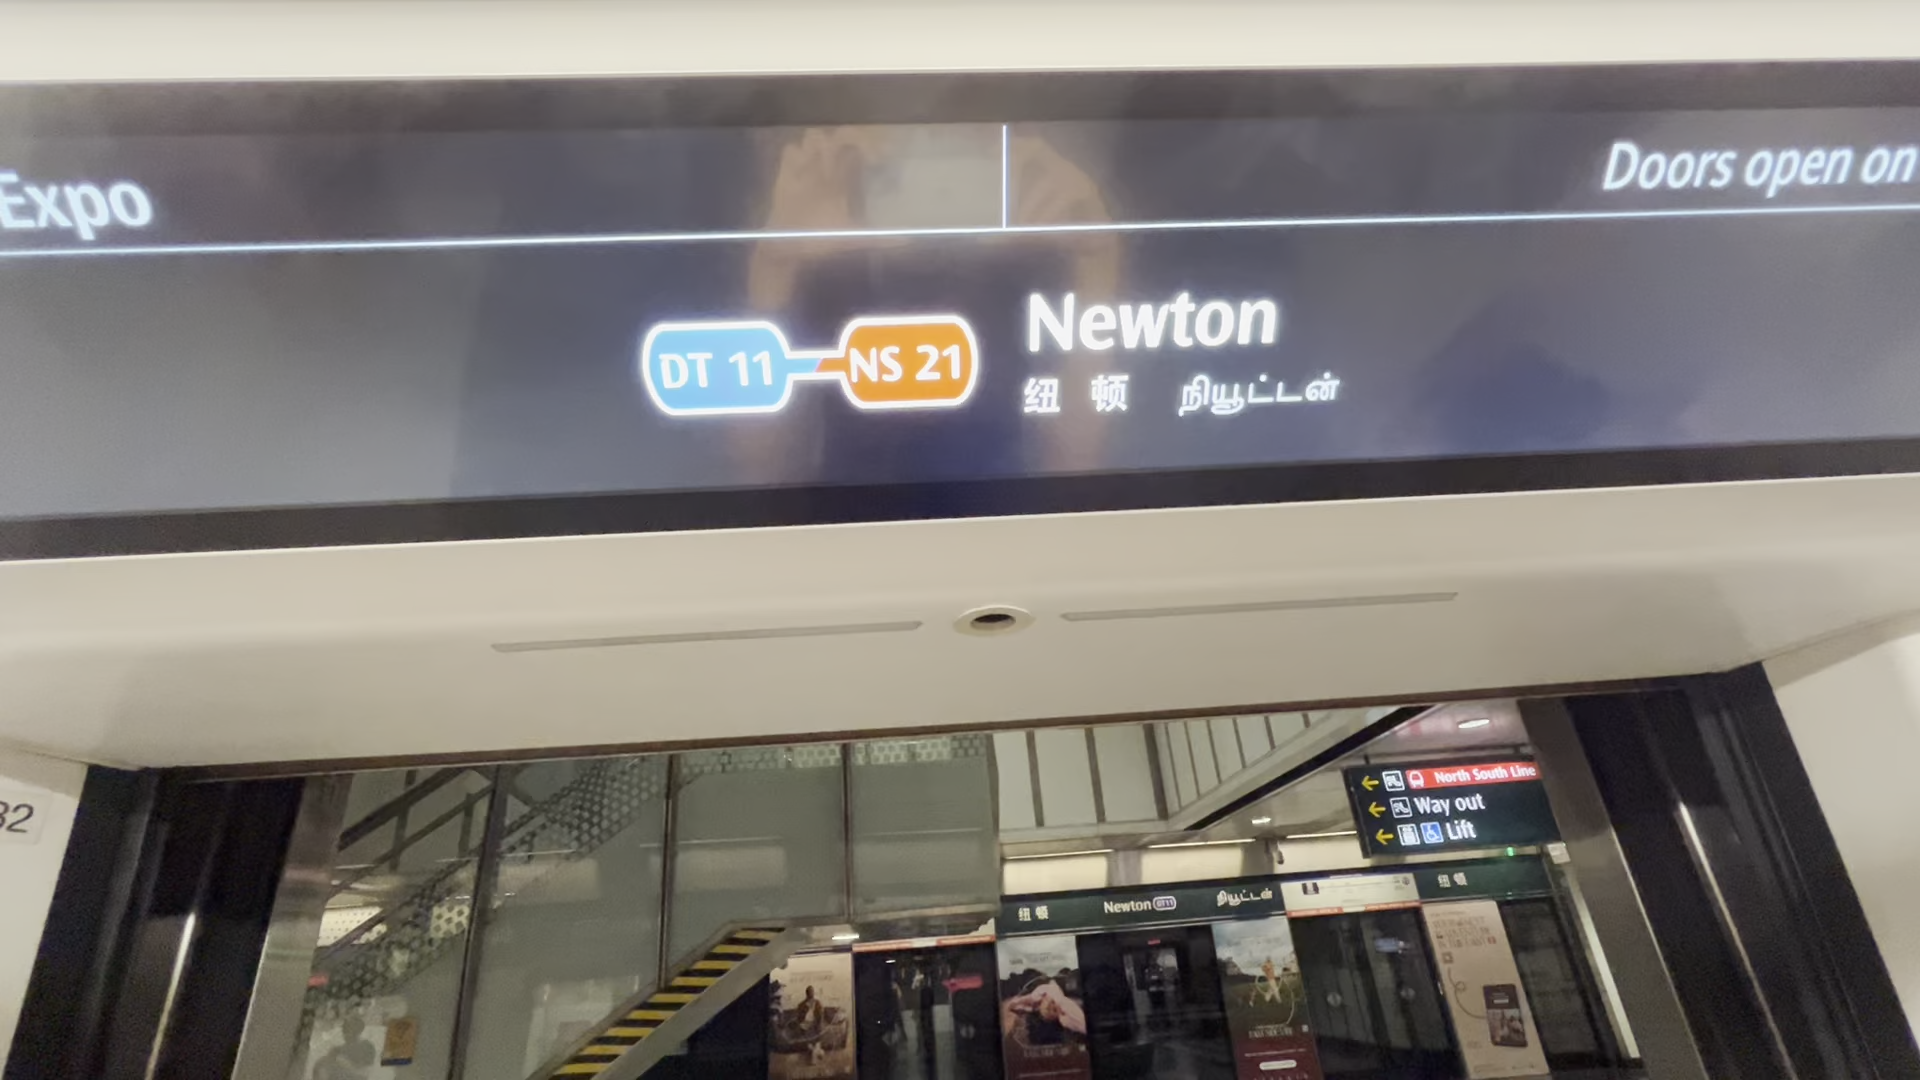 Expo
Doors open on
DT 11 NS 21 Newton
纽 顿 நியூட்டன்
North South Line
Way out
Lift
纽 顿 Newton DT11 நியூட்டன் 纽 顿